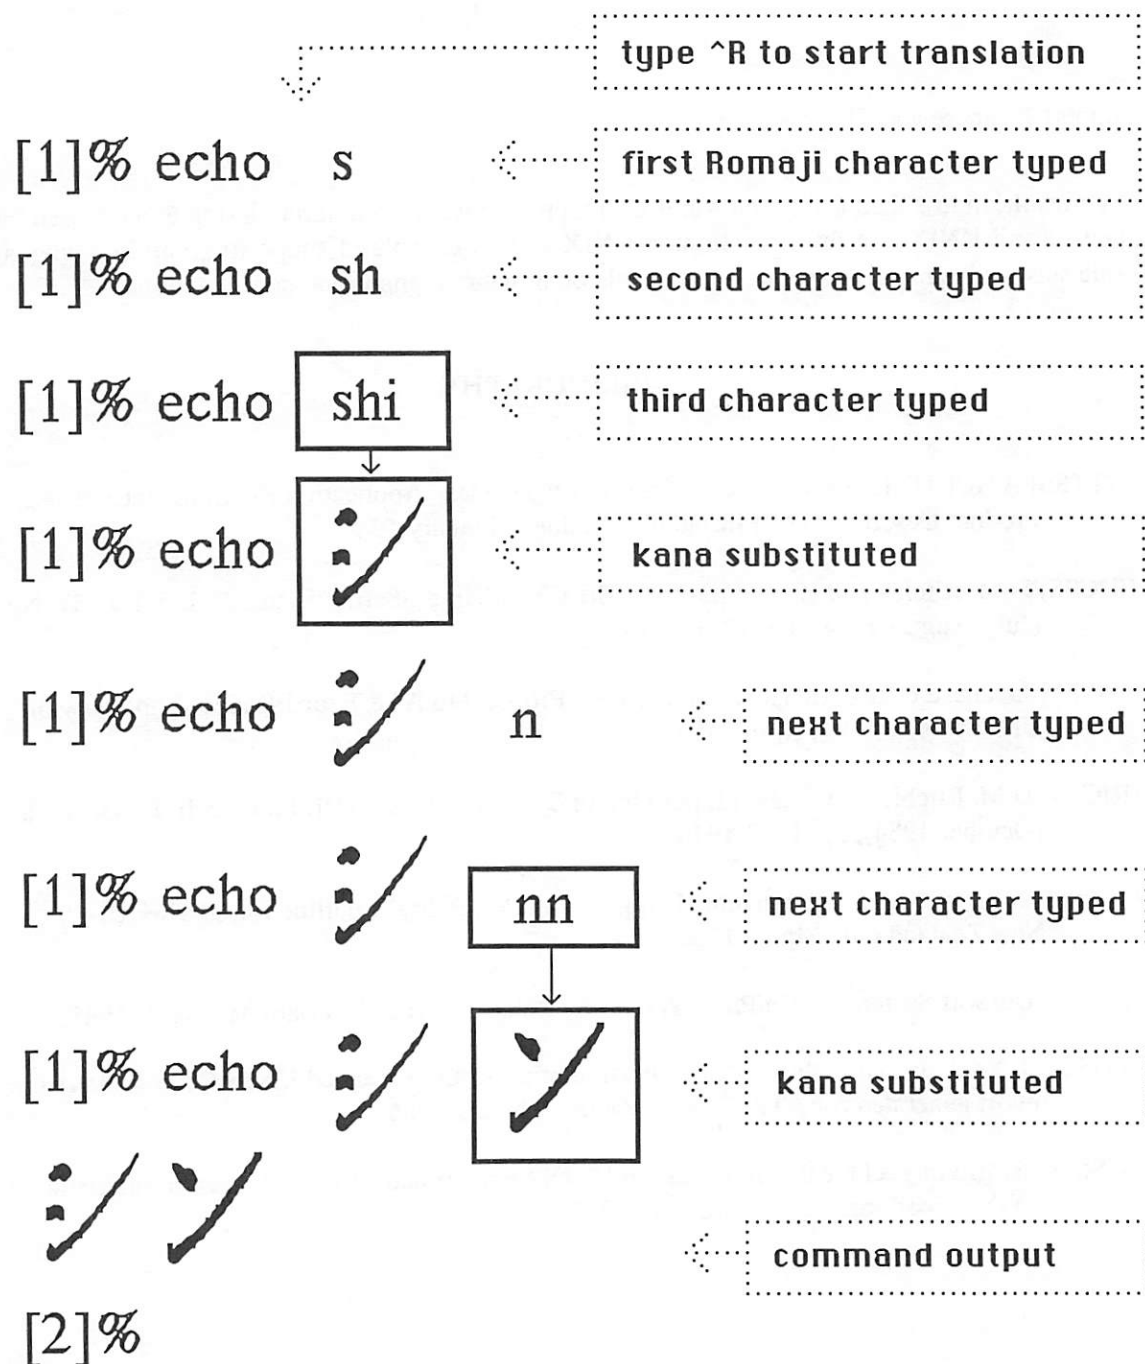 type ^R to start translation
[1]% echo s first Romaji character typed
[1]% echo sh second character typed
[1]% echo shi third character typed
[1]% echo シ kana substituted
[1]% echo シ n next character typed
[1]% echo シ nn next character typed
[1]% echo シ ン kana substituted
シ ン
command output
[2]%